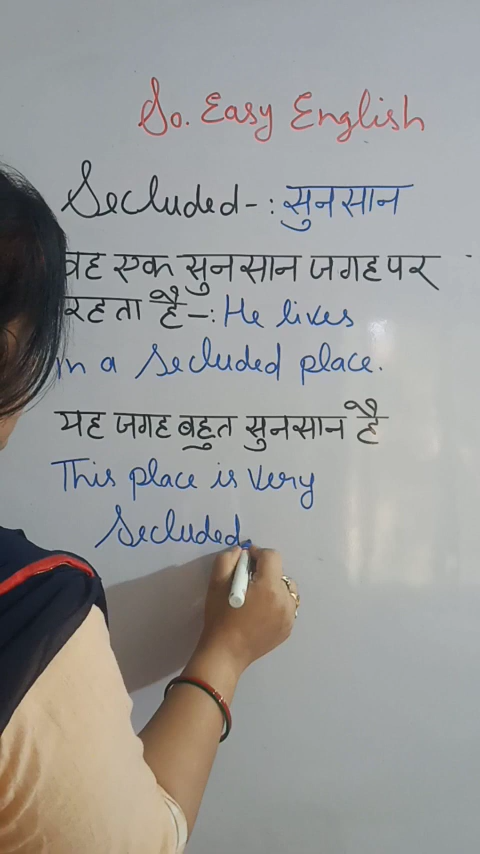 So. Easy English
Secluded-: सुनसान
वह एक सुनसान जगह पर
रहता है-: He lives
in a secluded place.
यह जगह बहुत सुनसान है
This place is very
secluded.